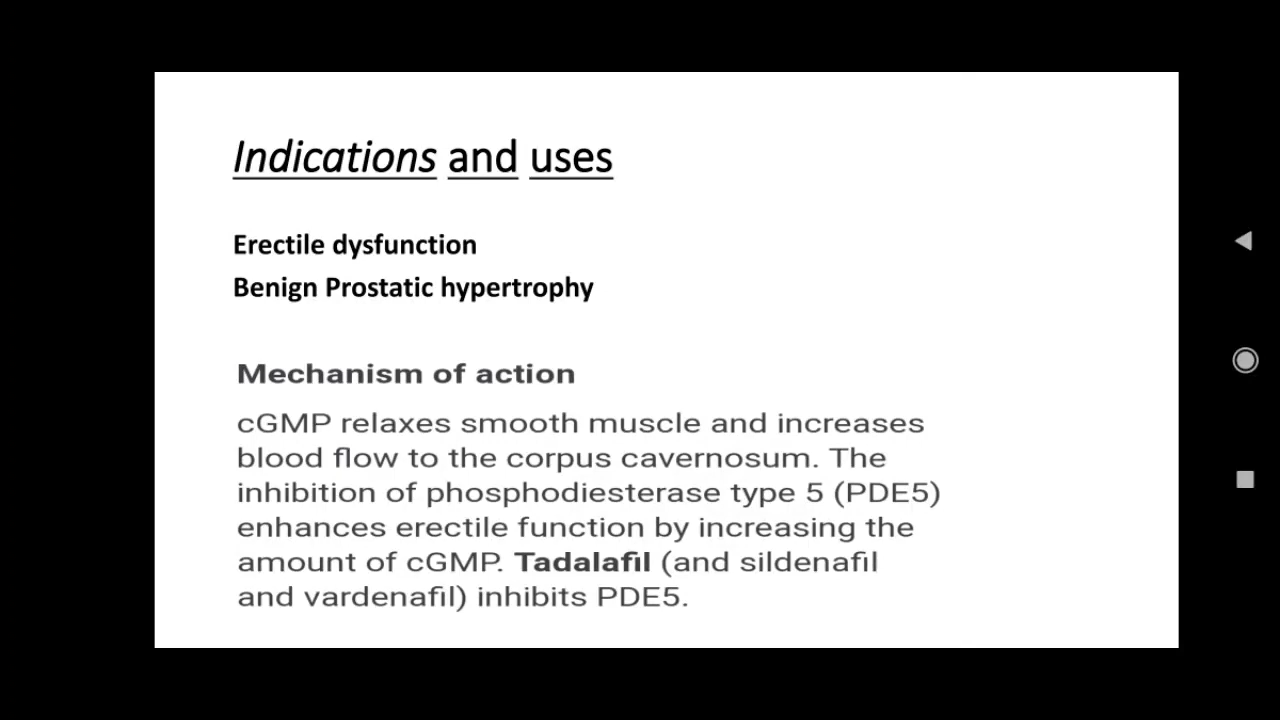 Indications and uses
Erectile dysfunction
Benign Prostatic hypertrophy
Mechanism of action
cGMP relaxes smooth muscle and increases
blood flow to the corpus cavernosum. The
inhibition of phosphodiesterase type 5 (PDE5)
enhances erectile function by increasing the
amount of cGMP. Tadalafil (and sildenafil
and vardenafil) inhibits PDE5.